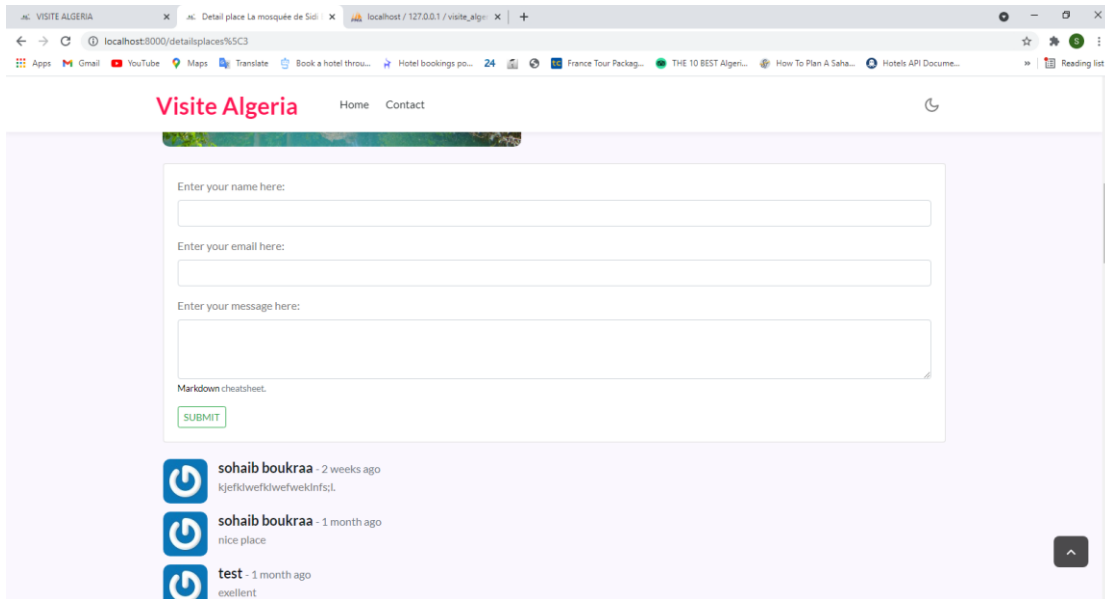 VISITE ALGERIA
Detail place La mosquée de Sidi
localhost / 127.0.0.1 / visite_alger
localhost:8000/detailsplaces%5C3
S
Apps
Gmail
YouTube
Maps
Translate
Book a hotel throu...
Hotel bookings po...
24
France Tour Packag...
THE 10 BEST Algeri...
How To Plan A Saha...
Hotels API Docume...
»
Reading list
Visite Algeria
Home
Contact
Enter your name here:
Enter your email here:
Enter your message here:
Markdown cheatsheet.
SUBMIT
sohaib boukraa - 2 weeks ago
kjefklwefklwefweklnfs;l.
sohaib boukraa - 1 month ago
nice place
test - 1 month ago
exellent